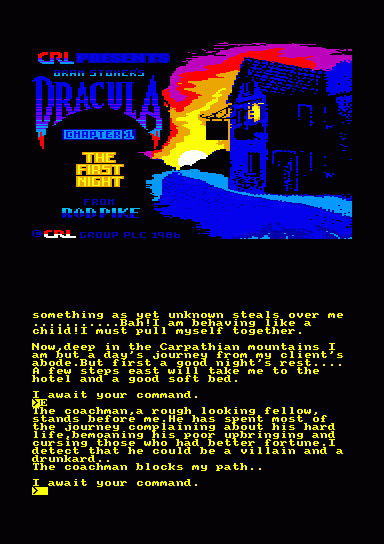 CRL PRESENTS
BRAM STOKER'S
DRACULA
CHAPTER 1
THE
FIRST
NIGHT
FROM
ROD PIKE
© CRL GROUP PLC 1986
something as yet unknown steals over me
...........Bah!I am behaving like a
child!I must pull myself together.
Now,deep in the Carpathian mountains I
am but a day's journey from my client's
abode.But first a good night's rest....
A few steps east will take me to the
hotel and a good soft bed.
I await your command.
>E
The coachman,a rough looking fellow,
stands before me.He has spent most of
the journey complaining about his hard
life,bemoaning his poor upbringing and
cursing those who had better fortune.I
detect that he could be a villain and a
drunkard..
The coachman blocks my path..
I await your command.
>